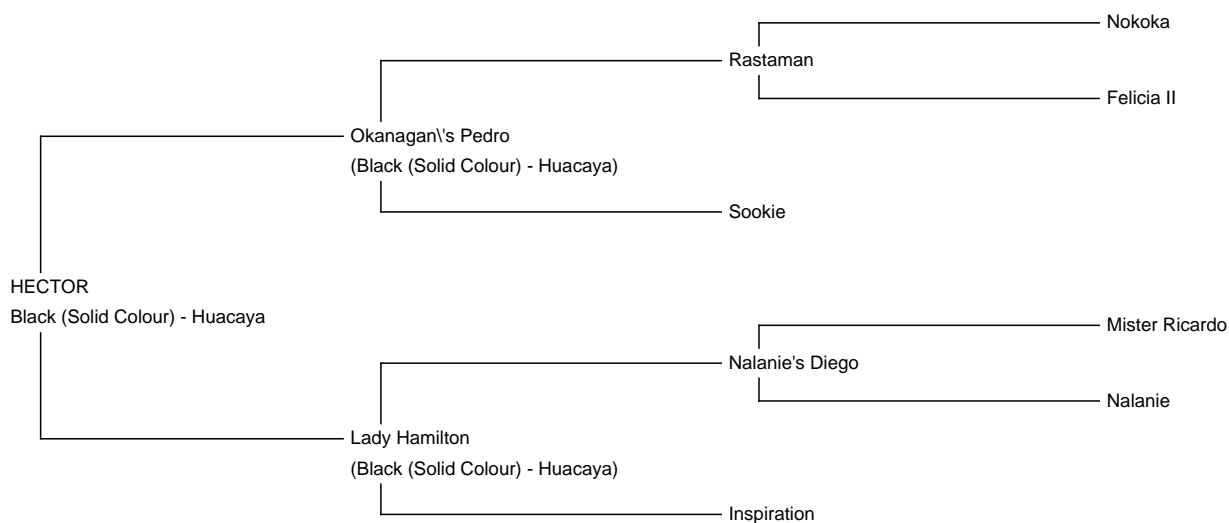 Nokoka
Rastaman
Felicia II
Okanagan\'s Pedro
(Black (Solid Colour) - Huacaya)
Sookie
HECTOR
Black (Solid Colour) - Huacaya
Mister Ricardo
Nalanie's Diego
Nalanie
Lady Hamilton
(Black (Solid Colour) - Huacaya)
Inspiration